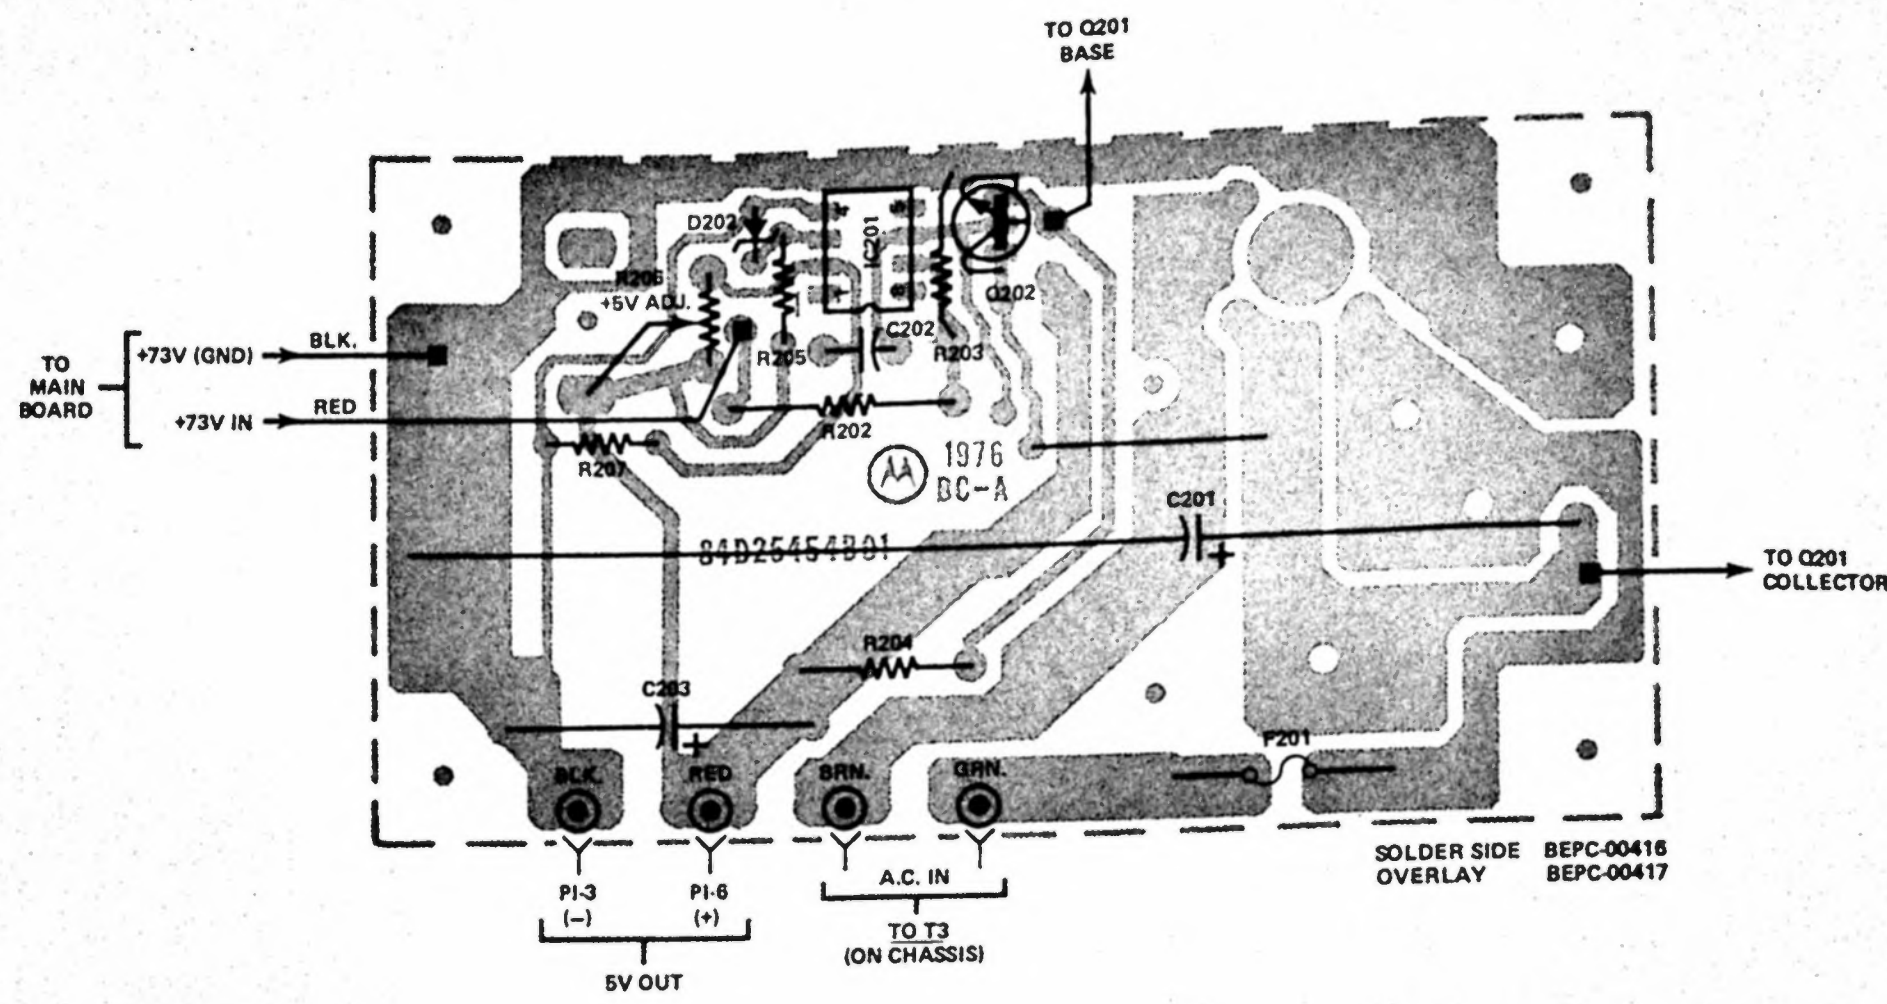 TO Q201
BASE
D202
IC201
R206
+5V ADJ.
Q202
C202
R205
R203
TO
MAIN
BOARD
+73V (GND)
BLK.
+73V IN
RED
R202
R207
1976
BC-A
C201
84D25454B01
TO Q201
COLLECTOR
R204
C203
F201
BLK.
RED
BRN.
GRN.
SOLDER SIDE BEPC-00416
OVERLAY BEPC-00417
PI-3
(−)
PI-6
(+)
A.C. IN
5V OUT
TO T3
(ON CHASSIS)